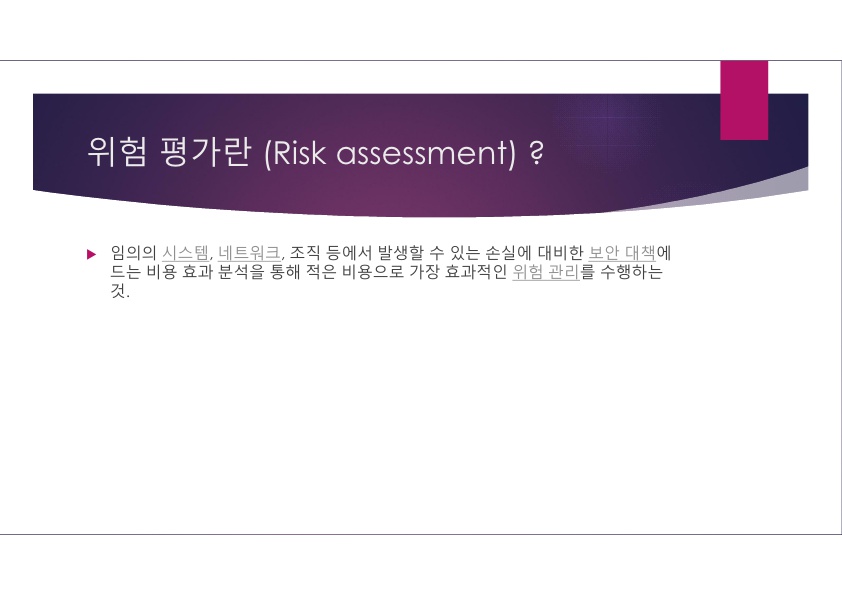 위험 평가란 (Risk assessment) ?
임의의 시스템, 네트워크, 조직 등에서 발생할 수 있는 손실에 대비한 보안 대책에
드는 비용 효과 분석을 통해 적은 비용으로 가장 효과적인 위험 관리를 수행하는
것.